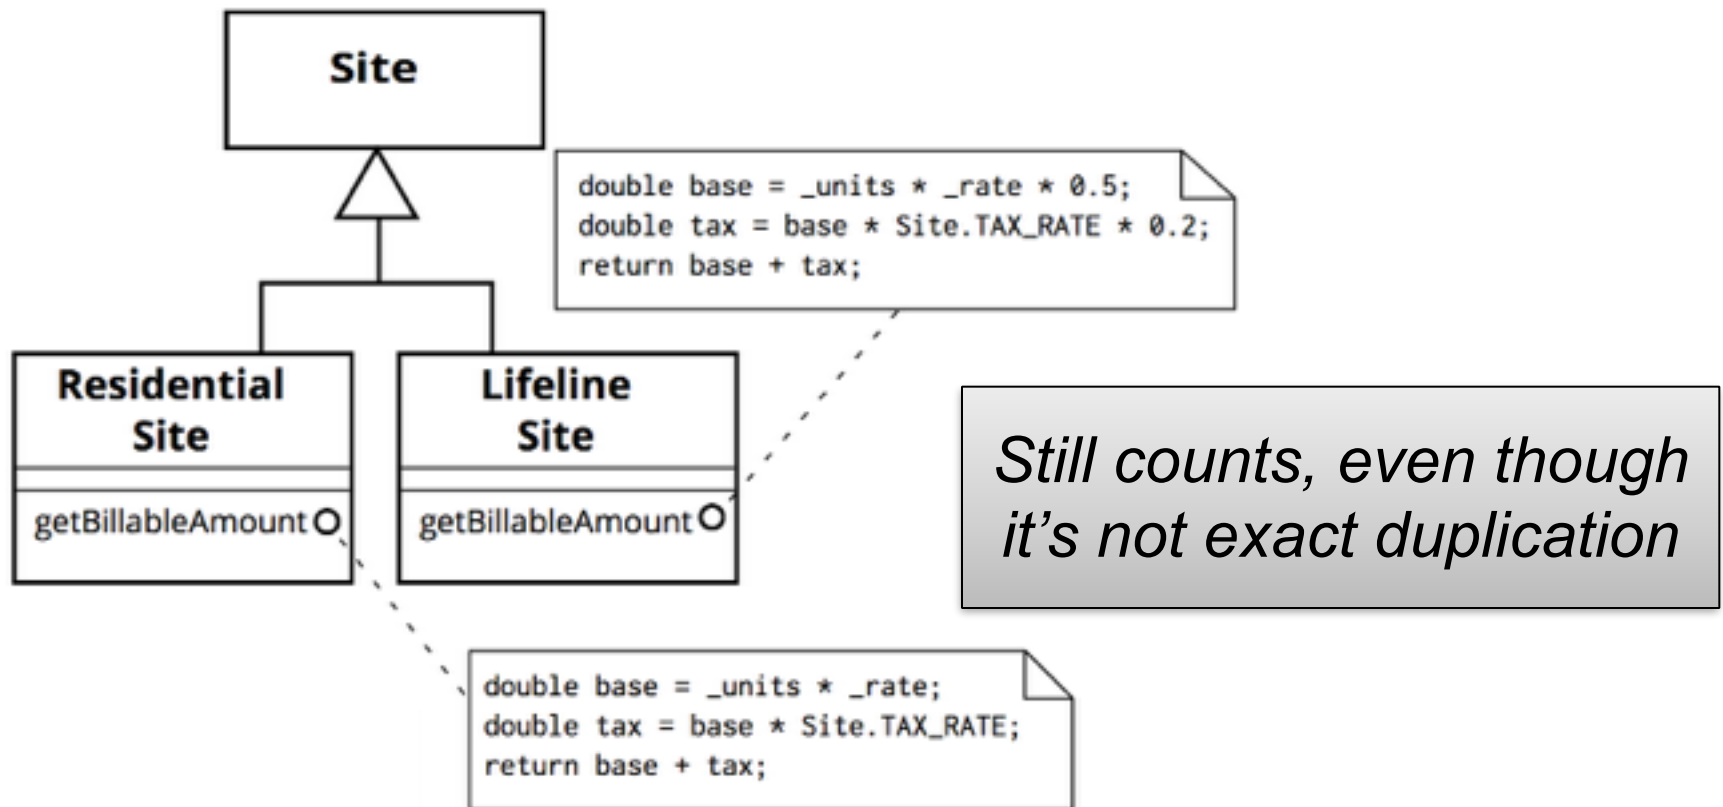 Site
double base = _units * _rate * 0.5;
double tax = base * Site.TAX_RATE * 0.2;
return base + tax;
Residential
Site
getBillableAmount
Lifeline
Site
getBillableAmount
Still counts, even though
it’s not exact duplication
double base = _units * _rate;
double tax = base * Site.TAX_RATE;
return base + tax;